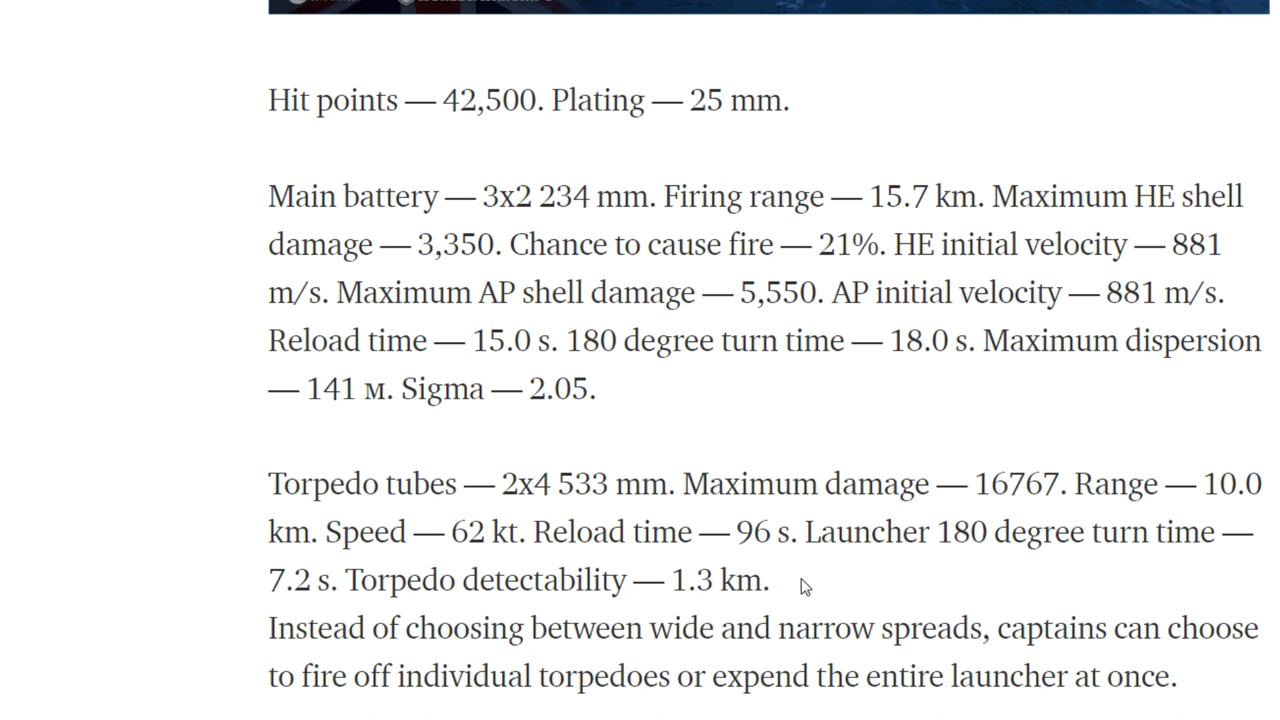 Hit points — 42,500. Plating — 25 mm.
Main battery — 3x2 234 mm. Firing range — 15.7 km. Maximum HE shell
damage — 3,350. Chance to cause fire — 21%. HE initial velocity — 881
m/s. Maximum AP shell damage — 5,550. AP initial velocity — 881 m/s.
Reload time — 15.0 s. 180 degree turn time — 18.0 s. Maximum dispersion
— 141 м. Sigma — 2.05.
Torpedo tubes — 2x4 533 mm. Maximum damage — 16767. Range — 10.0
km. Speed — 62 kt. Reload time — 96 s. Launcher 180 degree turn time —
7.2 s. Torpedo detectability — 1.3 km.
Instead of choosing between wide and narrow spreads, captains can choose
to fire off individual torpedoes or expend the entire launcher at once.